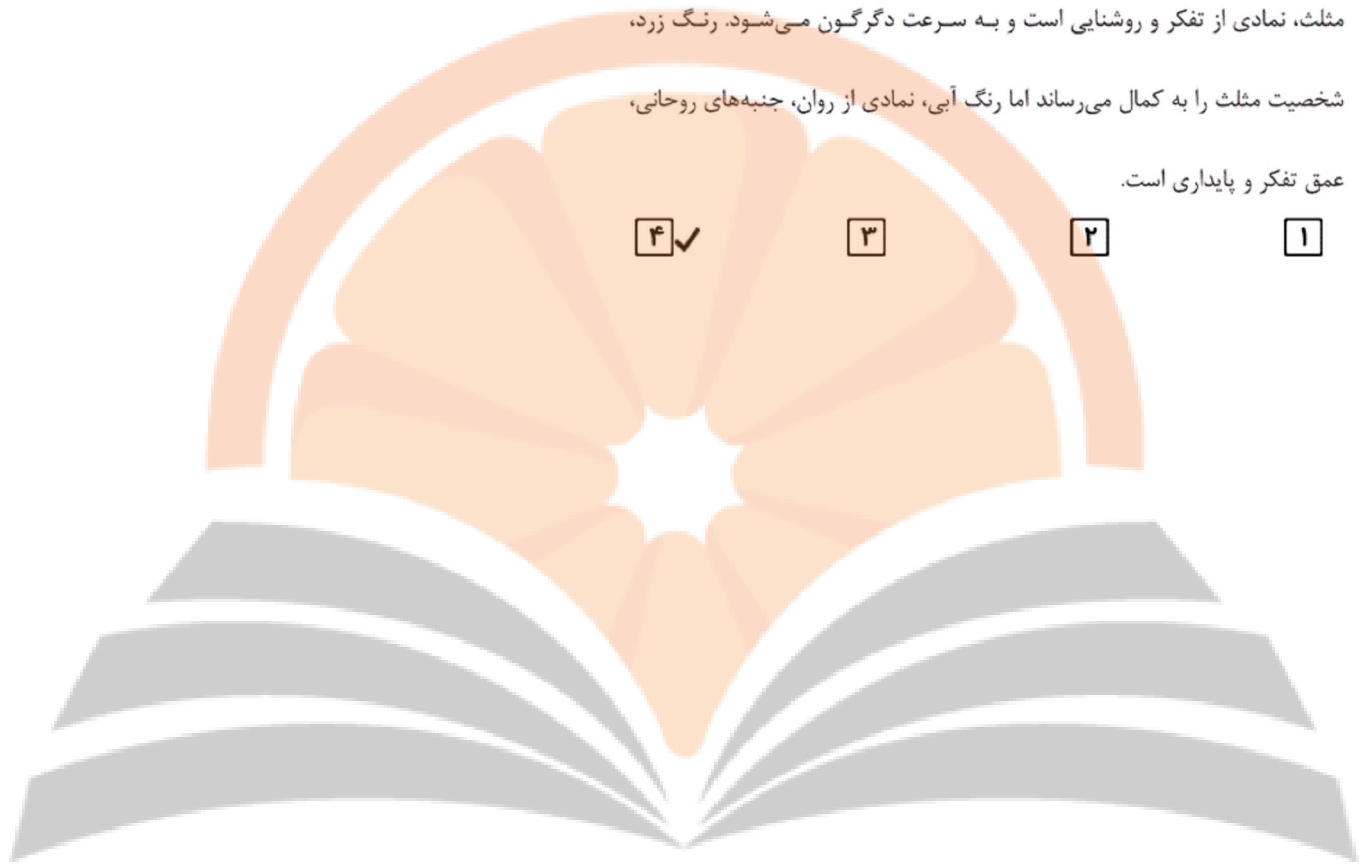 مثلث، نمادی از تفکر و روشنایی است و به سرعت دگرگون می‌شود. رنگ زرد،
شخصیت مثلث را به کمال می‌رساند اما رنگ آبی، نمادی از روان، جنبه‌های روحانی،
عمق تفکر و پایداری است.
۱ ۲ ۳ ۴✓